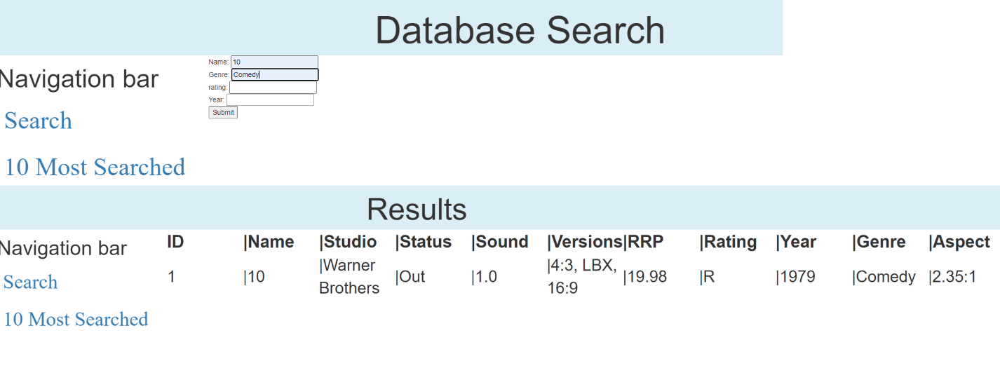 Database Search
Navigation bar
Name: 10
Genre: Comedy
rating:
Year:
Submit
Search
10 Most Searched
Results
Navigation bar
ID |Name |Studio |Status |Sound |Versions|RRP |Rating |Year |Genre |Aspect
1 |10 |Warner Brothers |Out |1.0 |4:3, LBX, 16:9 |19.98 |R |1979 |Comedy |2.35:1
Search
10 Most Searched